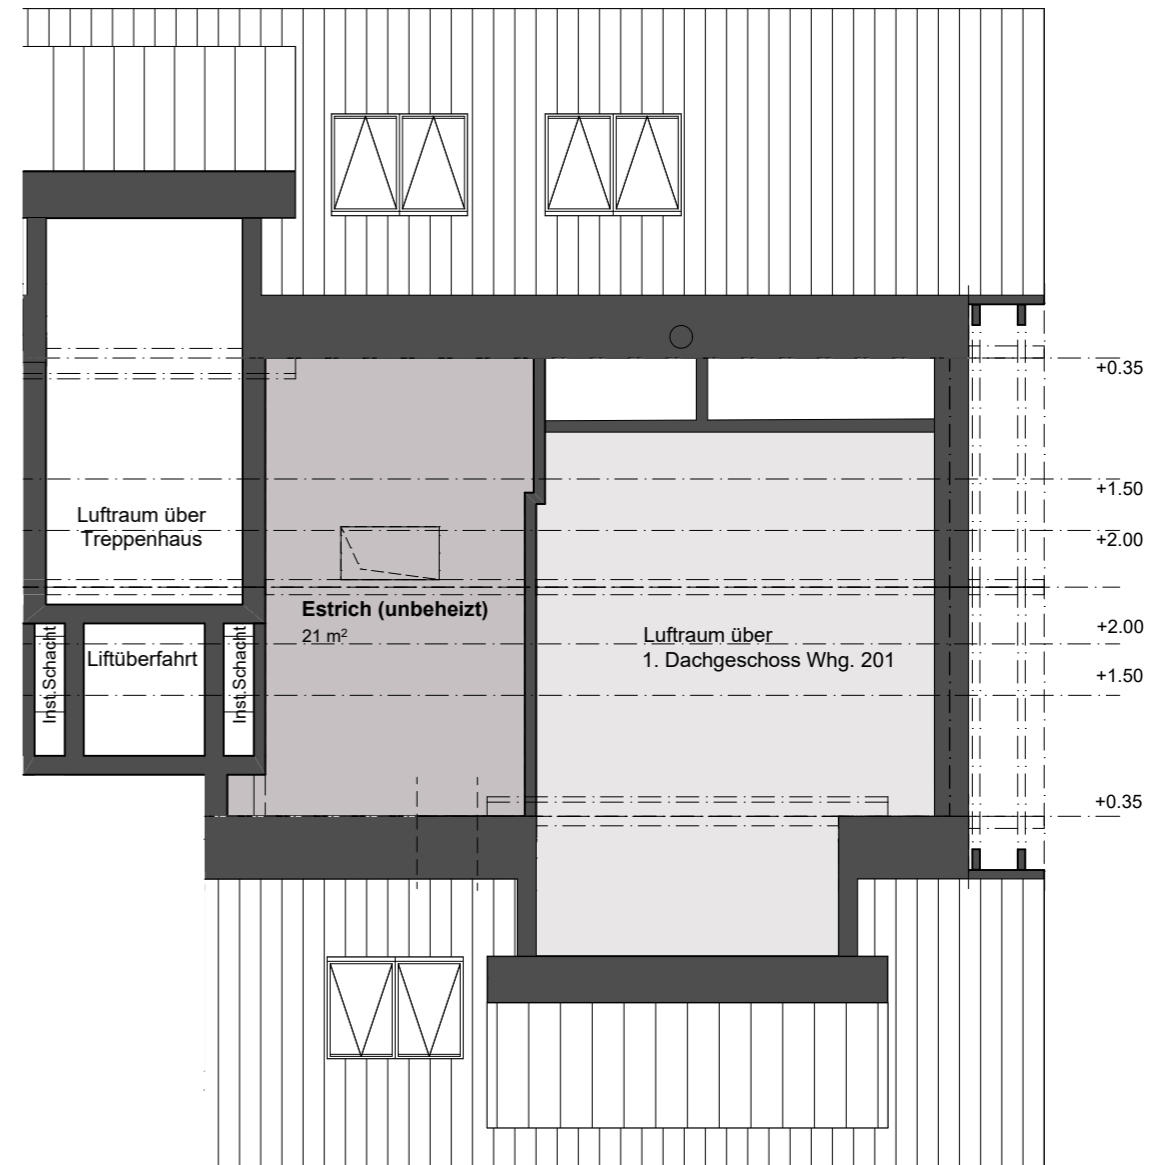 +0.35
+1.50
Luftraum über
Treppenhaus
+2.00
Estrich (unbeheizt)
21 m²
+2.00
Inst.Schacht
Liftüberfahrt
Inst.Schacht
Luftraum über
1. Dachgeschoss Whg. 201
+1.50
+0.35